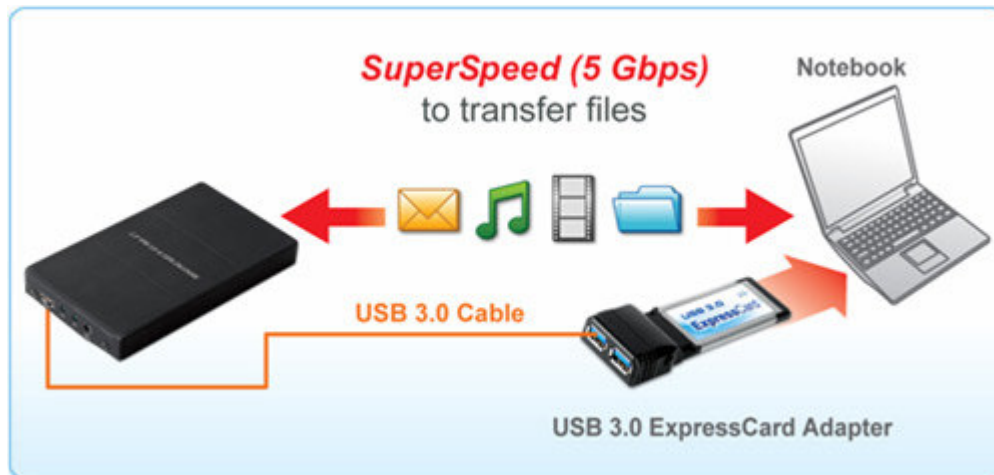 SuperSpeed (5 Gbps)
to transfer files
Notebook
USB 3.0 Cable
USB 3.0
ExpressCard
USB 3.0 ExpressCard Adapter